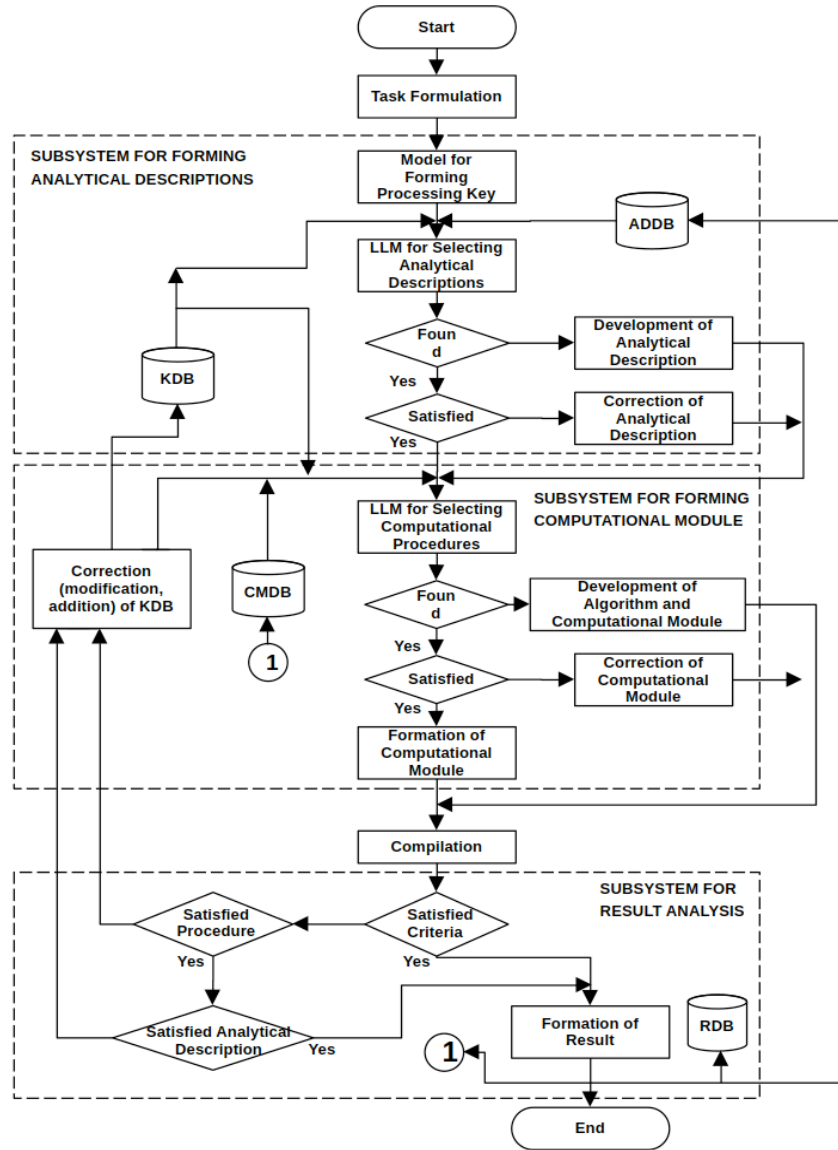 Start
Task Formulation
SUBSYSTEM FOR FORMING
ANALYTICAL DESCRIPTIONS
Model for
Forming
Processing Key
ADDB
LLM for Selecting
Analytical
Descriptions
Foun
d
Development of
Analytical
Description
KDB
Yes
Satisfied
Correction of
Analytical
Description
Yes
SUBSYSTEM FOR FORMING
COMPUTATIONAL MODULE
LLM for Selecting
Computational
Procedures
Correction
(modification,
addition) of KDB
CMDB
Foun
d
Development of
Algorithm and
Computational Module
Yes
1
Satisfied
Correction of
Computational
Module
Yes
Formation of
Computational
Module
Compilation
SUBSYSTEM FOR
RESULT ANALYSIS
Satisfied
Procedure
Satisfied
Criteria
Yes
Yes
Satisfied Analytical
Description
Yes
Formation of
Result
RDB
1
End